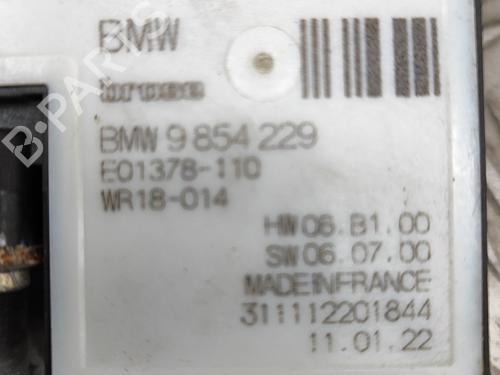 BMW
brose
BMW 9 854 229
E01378-110
WR18-014
HW06.B1.00
SW06.07.00
MADEINFRANCE
311112201844
11.01.22